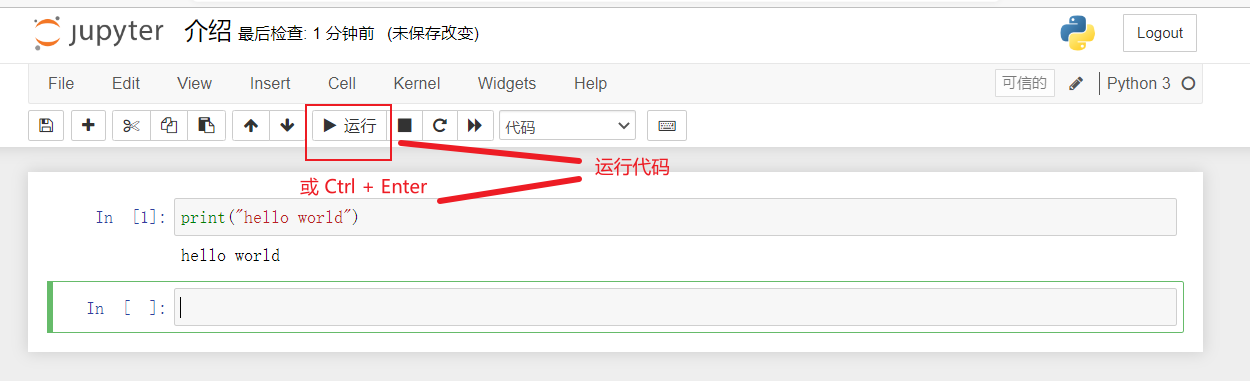 jupyter 介绍 最后检查: 1 分钟前 (未保存改变) Logout
File Edit View Insert Cell Kernel Widgets Help 可信的 Python 3
运行 代码
运行代码
或 Ctrl + Enter
In [1]: print("hello world")
hello world
In [ ]: